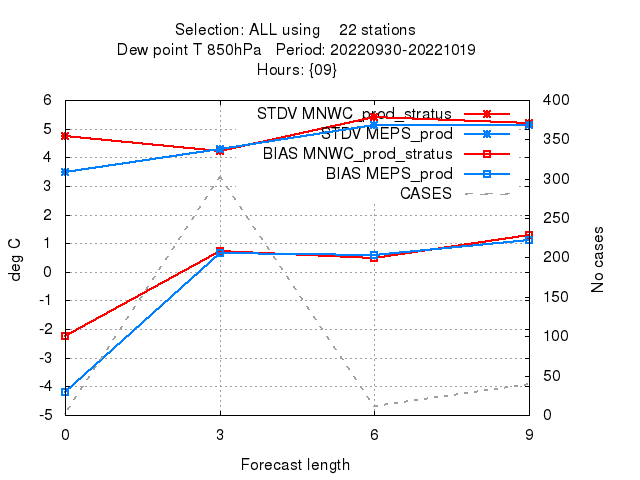 Selection: ALL using    22 stations
Dew point T 850hPa   Period: 20220930-20221019
Hours: {09}
STDV MNWC_prod_stratus
STDV MEPS_prod
BIAS MNWC_prod_stratus
BIAS MEPS_prod
CASES
6
5
4
3
2
1
0
-1
-2
-3
-4
-5
deg C
400
350
300
250
200
150
100
50
0
No cases
0 3 6 9
Forecast length